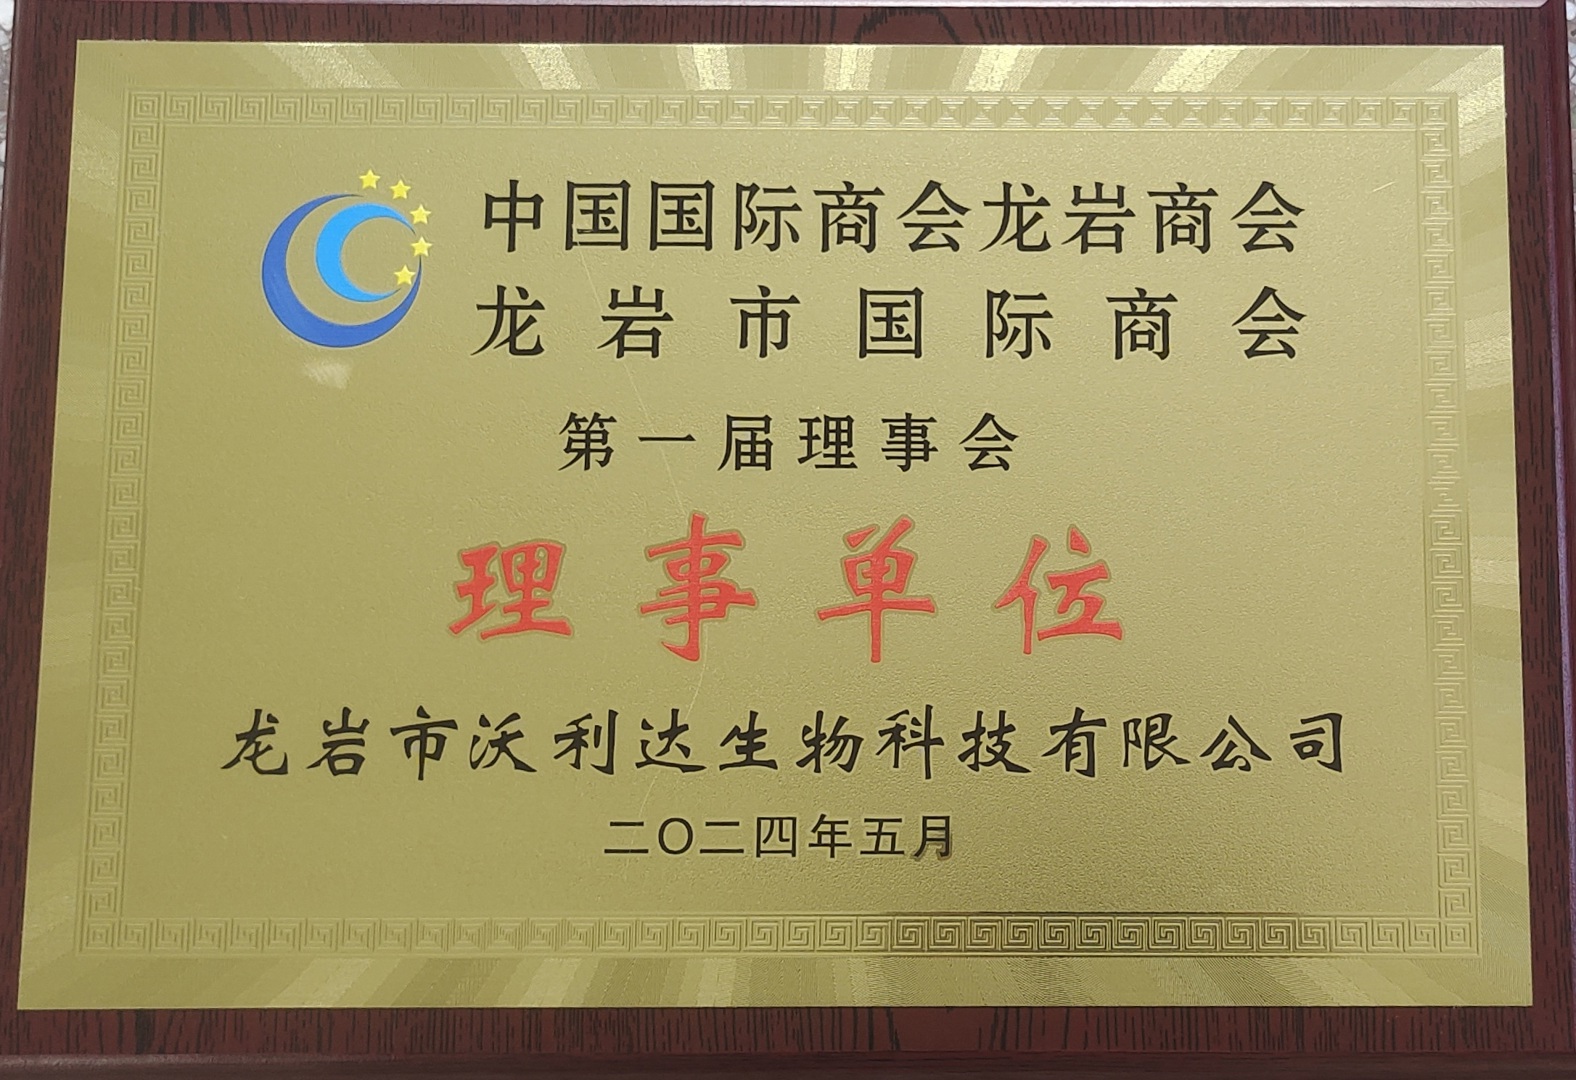 中国国际商会龙岩商会
龙岩市国际商会
第一届理事会
理事单位
龙岩市沃利达生物科技有限公司
二〇二四年五月